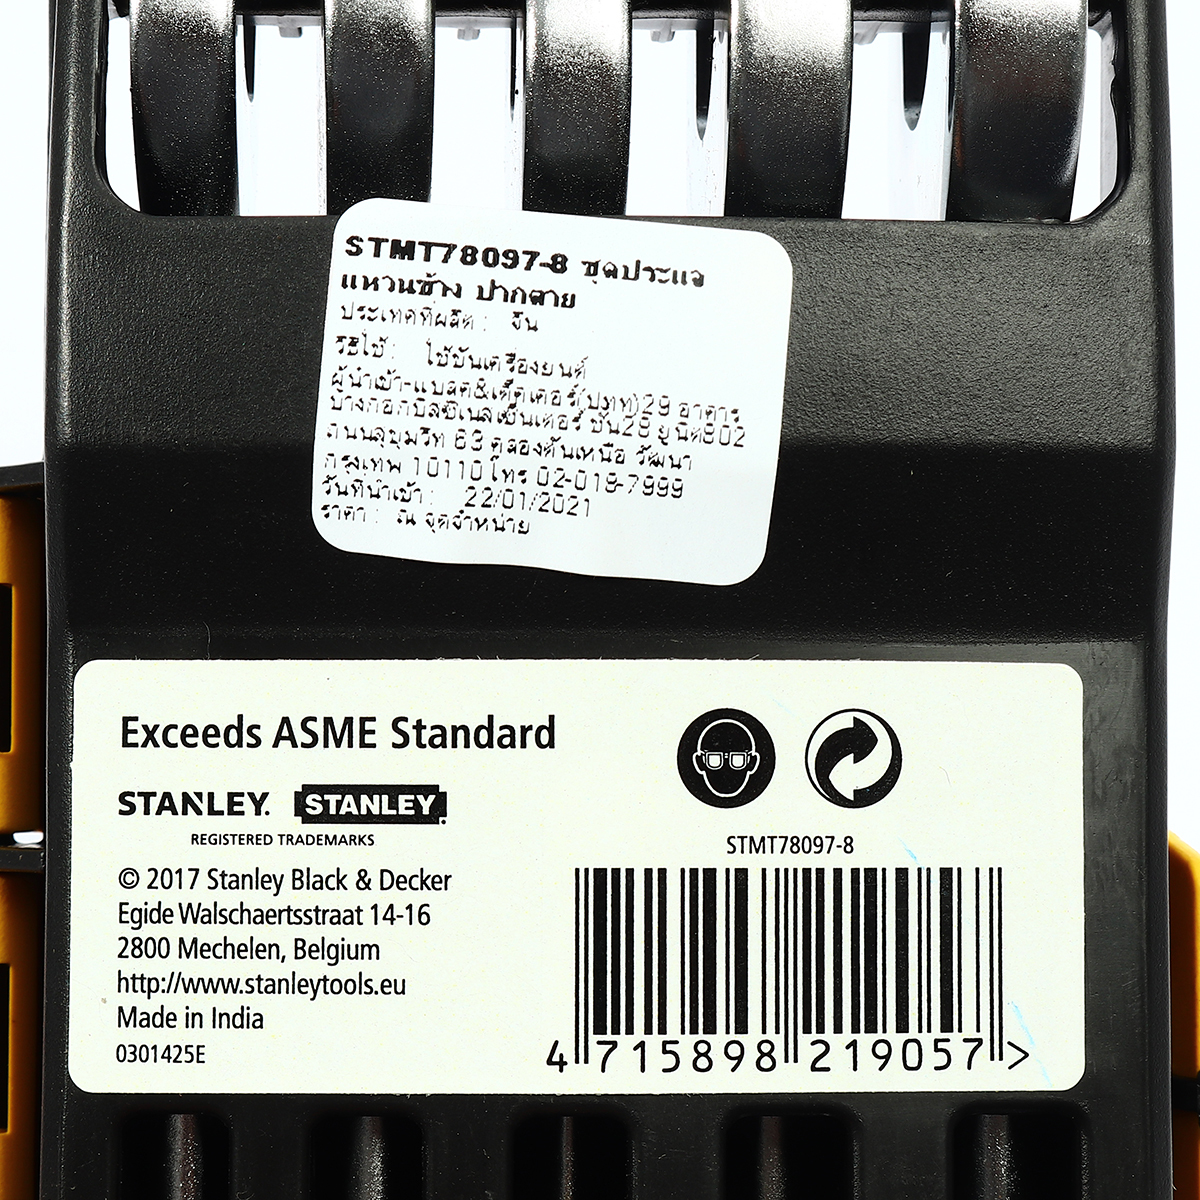 STMT78097-8 ชุดประแจ
แหวนข้าง ปากตาย
ประเทศที่ผลิต : จีน
วิธีใช้ : ใช้ขันเครื่องยนต์
ผู้นำเข้า-แบลค&เด็คเดอร์(ปทท)29 อาคาร
บางกอกบิสซิเนสเซ็นเตอร์ ชั้น28 ยูนิต802
ถนนสุขุมวิท 63 คลองตันเหนือ วัฒนา
กรุงเทพ 10110 โทร 02-018-7999
วันที่นำเข้า : 22/01/2021
ราคา : ณ จุดจำหน่าย
Exceeds ASME Standard
STANLEY. STANLEY.
REGISTERED TRADEMARKS
© 2017 Stanley Black & Decker
Egide Walschaertsstraat 14-16
2800 Mechelen, Belgium
http://www.stanleytools.eu
Made in India
0301425E
STMT78097-8
4 715898 219057 >